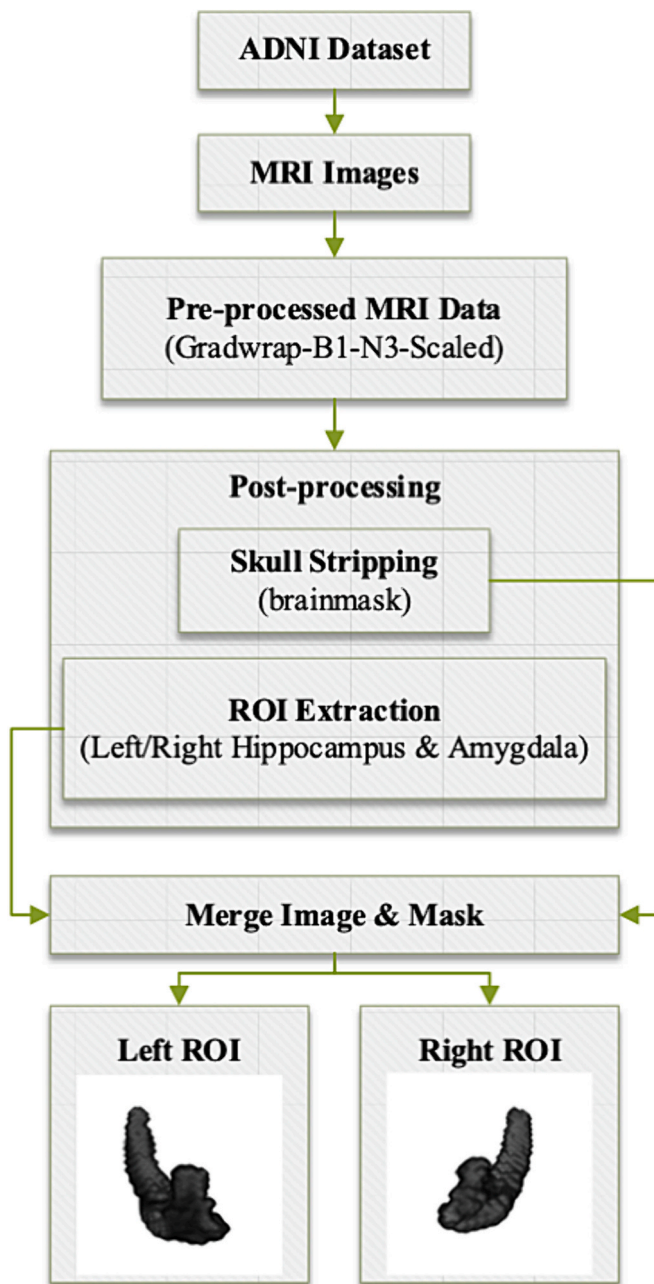 ADNI Dataset
MRI Images
Pre-processed MRI Data
(Gradwrap-B1-N3-Scaled)
Post-processing
Skull Stripping
(brainmask)
ROI Extraction
(Left/Right Hippocampus & Amygdala)
Merge Image & Mask
Left ROI
Right ROI